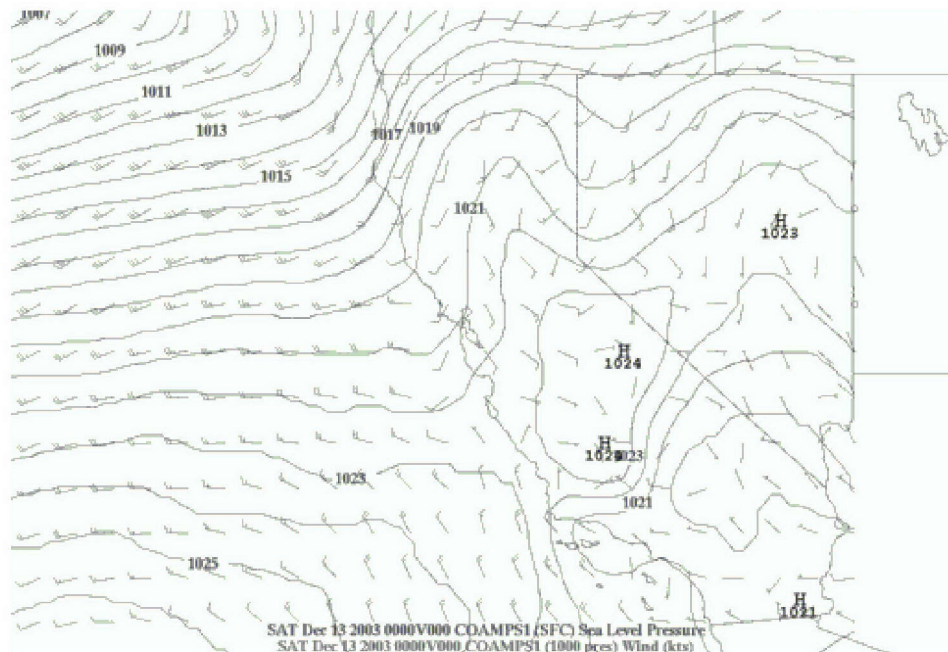 1007
1009
1011
1013
1017 1019
1015
1021
H
1023
H
1024
H
1023
1023
1021
1025
H
1021
SAT Dec 13 2003 0000V000 COAMPS1 (SFC) Sea Level Pressure
SAT Dec 13 2003 0000V000 COAMPS1 (1000 pres) Wind (kts)